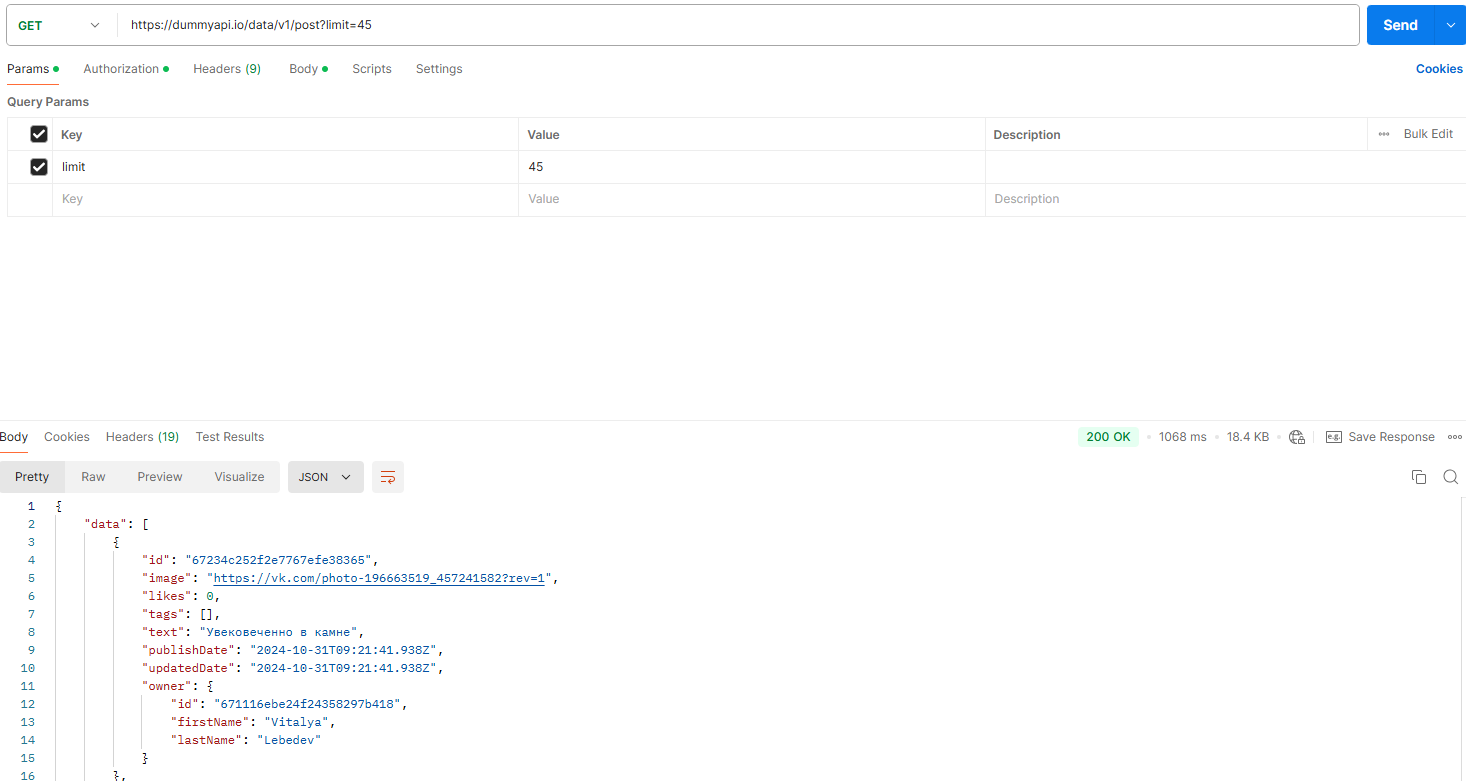 GET https://dummyapi.io/data/v1/post?limit=45 Send
Params Authorization Headers (9) Body Scripts Settings Cookies
Query Params
Key Value Description Bulk Edit
limit 45
Key Value Description
Body Cookies Headers (19) Test Results 200 OK 1068 ms 18.4 KB e.g. Save Response
Pretty Raw Preview Visualize JSON
1 {
2 "data": [
3 {
4 "id": "67234c252f2e7767efe38365",
5 "image": "https://vk.com/photo-196663519_457241582?rev=1",
6 "likes": 0,
7 "tags": [],
8 "text": "Увековеченно в камне",
9 "publishDate": "2024-10-31T09:21:41.938Z",
10 "updatedDate": "2024-10-31T09:21:41.938Z",
11 "owner": {
12 "id": "671116ebe24f24358297b418",
13 "firstName": "Vitalya",
14 "lastName": "Lebedev"
15 }
16 },